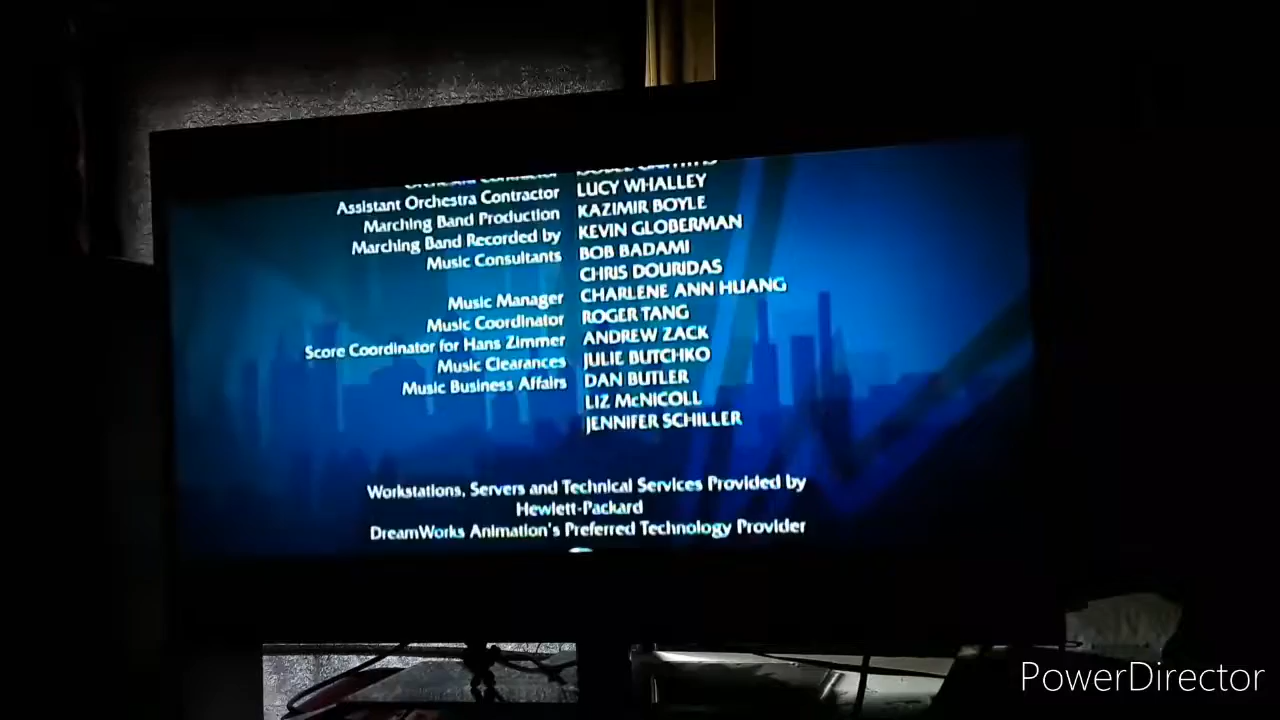 Orchestra Contractor
Assistant Orchestra Contractor LUCY WHALLEY
Marching Band Production KAZIMIR BOYLE
Marching Band Recorded by KEVIN GLOBERMAN
Music Consultants BOB BADAMI
CHRIS DOURIDAS
Music Manager CHARLENE ANN HUANG
Music Coordinator ROGER TANG
Score Coordinator for Hans Zimmer ANDREW ZACK
Music Clearances JULIE BUTCHKO
Music Business Affairs DAN BUTLER
LIZ McNICOLL
JENNIFER SCHILLER
Workstations, Servers and Technical Services Provided by
Hewlett-Packard
DreamWorks Animation's Preferred Technology Provider
PowerDirector